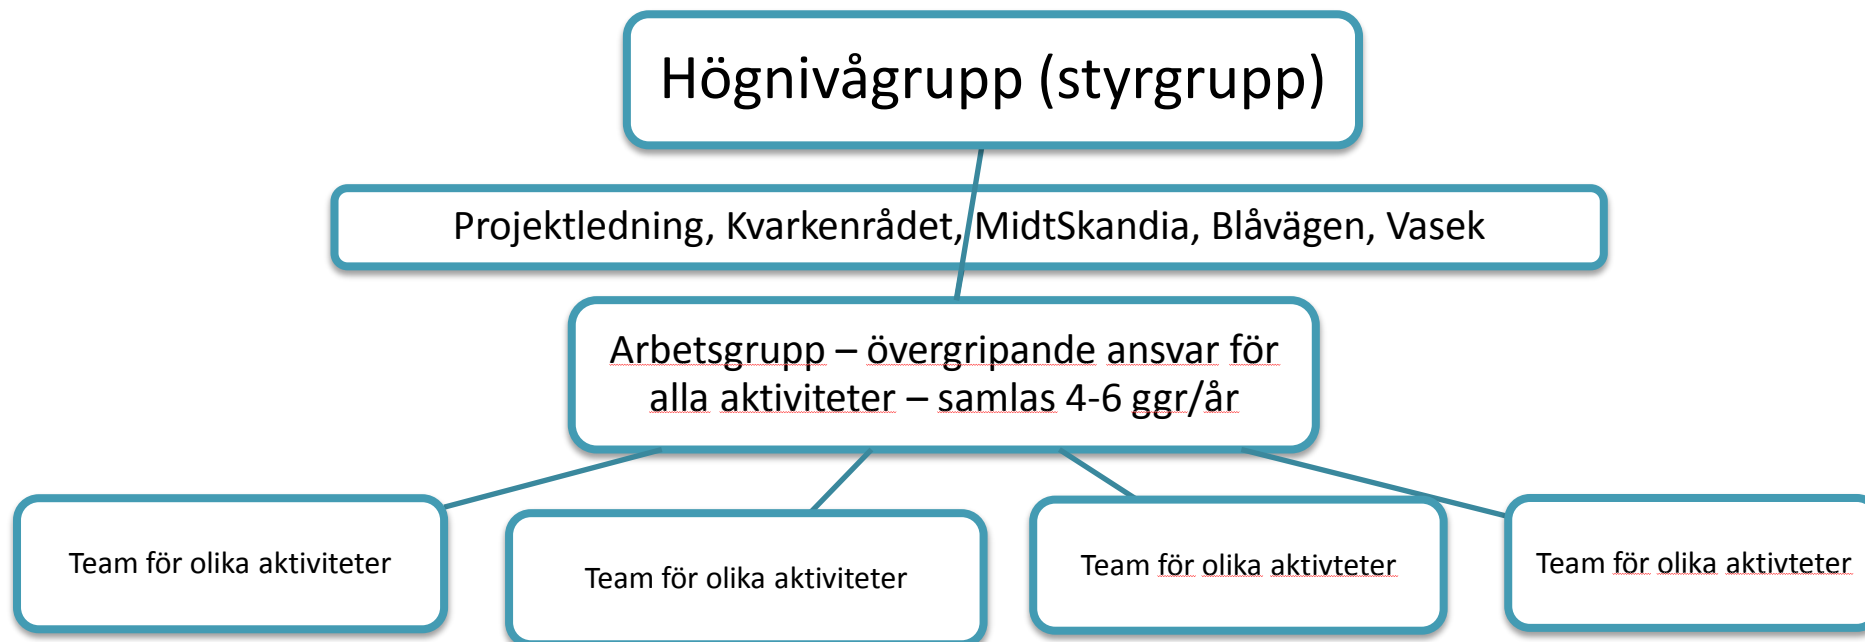 Högnivågrupp (styrgrupp)
Projektledning, Kvarkenrådet, MidtSkandia, Blåvägen, Vasek
Arbetsgrupp – övergripande ansvar för
alla aktiviteter – samlas 4-6 ggr/år
Team för olika aktiviteter
Team för olika aktiviteter
Team för olika aktivteter
Team för olika aktivteter